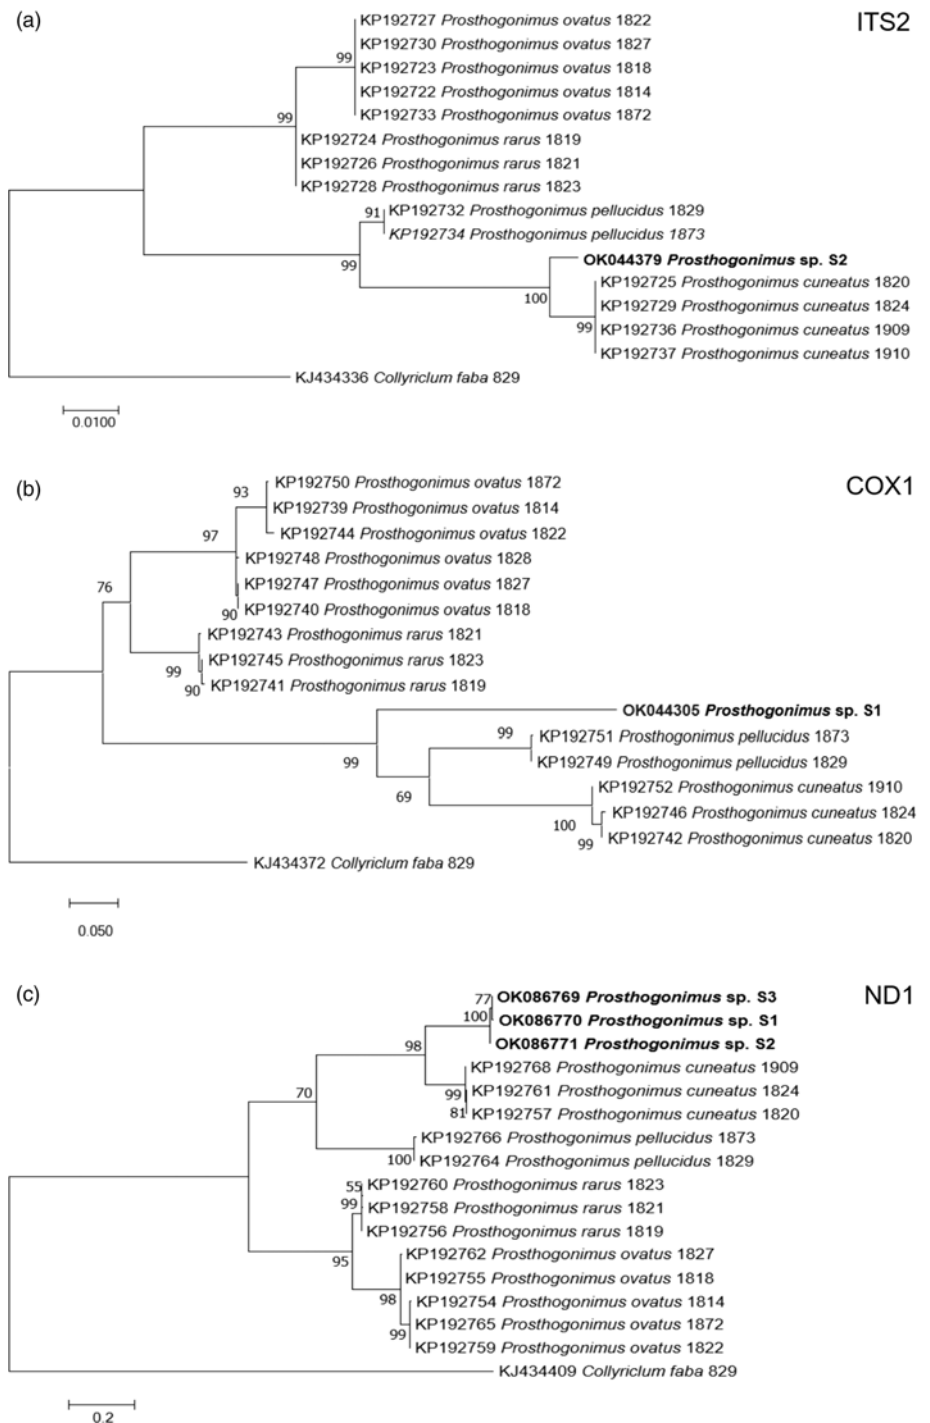 (a)
ITS2
KP192727 Prosthogonimus ovatus 1822
KP192730 Prosthogonimus ovatus 1827
99
KP192723 Prosthogonimus ovatus 1818
KP192722 Prosthogonimus ovatus 1814
KP192733 Prosthogonimus ovatus 1872
99
KP192724 Prosthogonimus rarus 1819
KP192726 Prosthogonimus rarus 1821
KP192728 Prosthogonimus rarus 1823
91
KP192732 Prosthogonimus pellucidus 1829
KP192734 Prosthogonimus pellucidus 1873
99
OK044379 Prosthogonimus sp. S2
KP192725 Prosthogonimus cuneatus 1820
100
KP192729 Prosthogonimus cuneatus 1824
99
KP192736 Prosthogonimus cuneatus 1909
KP192737 Prosthogonimus cuneatus 1910
KJ434336 Collyriclum faba 829
0.0100
(b)
COX1
KP192750 Prosthogonimus ovatus 1872
93
KP192739 Prosthogonimus ovatus 1814
KP192744 Prosthogonimus ovatus 1822
97
KP192748 Prosthogonimus ovatus 1828
KP192747 Prosthogonimus ovatus 1827
76
90
KP192740 Prosthogonimus ovatus 1818
KP192743 Prosthogonimus rarus 1821
KP192745 Prosthogonimus rarus 1823
99
90
KP192741 Prosthogonimus rarus 1819
OK044305 Prosthogonimus sp. S1
99
KP192751 Prosthogonimus pellucidus 1873
KP192749 Prosthogonimus pellucidus 1829
99
KP192752 Prosthogonimus cuneatus 1910
69
KP192746 Prosthogonimus cuneatus 1824
100
KP192742 Prosthogonimus cuneatus 1820
99
KJ434372 Collyriclum faba 829
0.050
(c)
ND1
77
OK086769 Prosthogonimus sp. S3
100
OK086770 Prosthogonimus sp. S1
OK086771 Prosthogonimus sp. S2
98
KP192768 Prosthogonimus cuneatus 1909
99
KP192761 Prosthogonimus cuneatus 1824
70
81
KP192757 Prosthogonimus cuneatus 1820
KP192766 Prosthogonimus pellucidus 1873
100
KP192764 Prosthogonimus pellucidus 1829
55
KP192760 Prosthogonimus rarus 1823
99
KP192758 Prosthogonimus rarus 1821
KP192756 Prosthogonimus rarus 1819
95
KP192762 Prosthogonimus ovatus 1827
KP192755 Prosthogonimus ovatus 1818
98
KP192754 Prosthogonimus ovatus 1814
KP192765 Prosthogonimus ovatus 1872
99
KP192759 Prosthogonimus ovatus 1822
KJ434409 Collyriclum faba 829
0.2